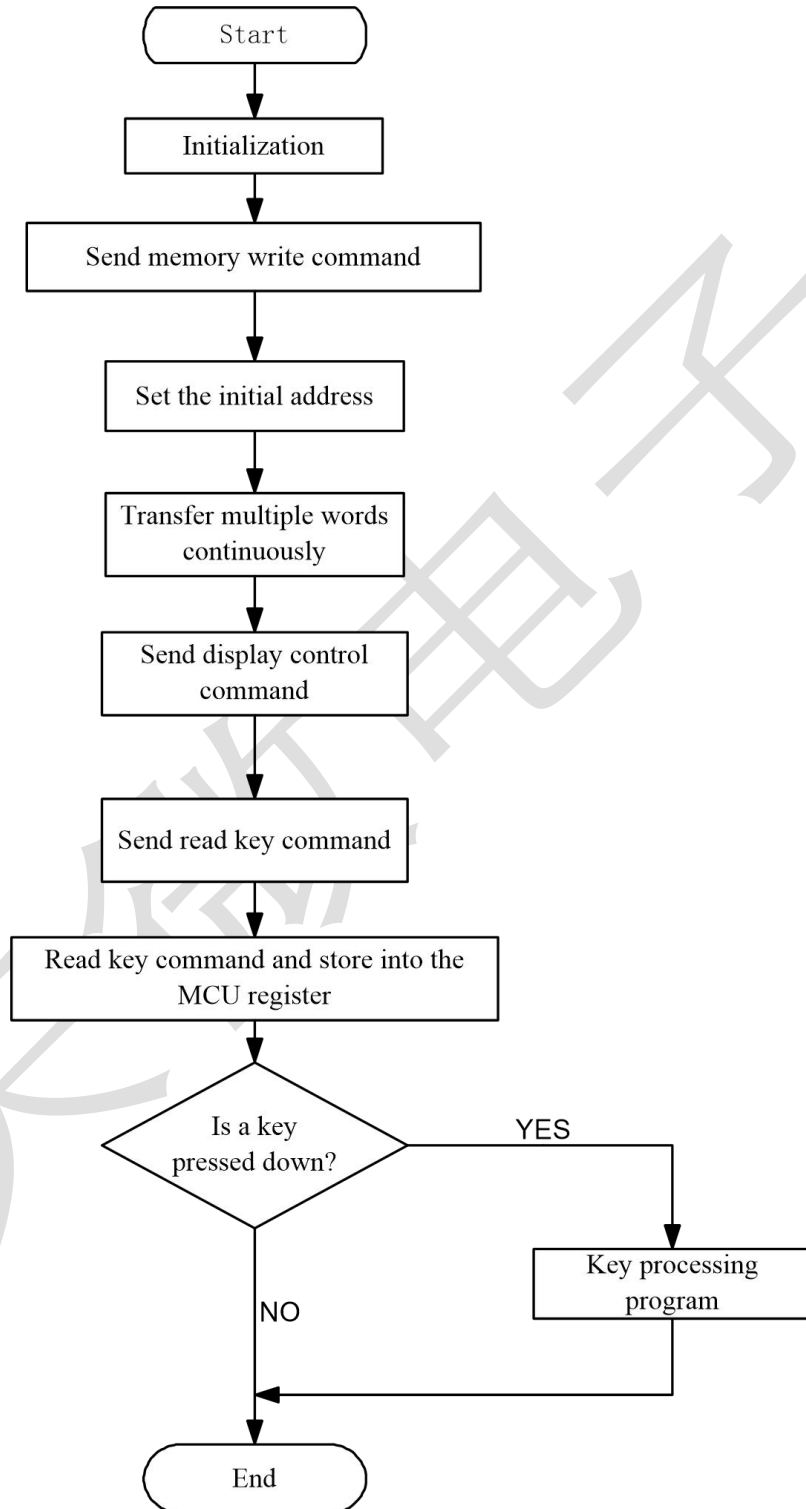 Start
Initialization
Send memory write command
Set the initial address
Transfer multiple words
continuously
Send display control
command
Send read key command
Read key command and store into the
MCU register
Is a key
pressed down?
YES
Key processing
program
NO
End